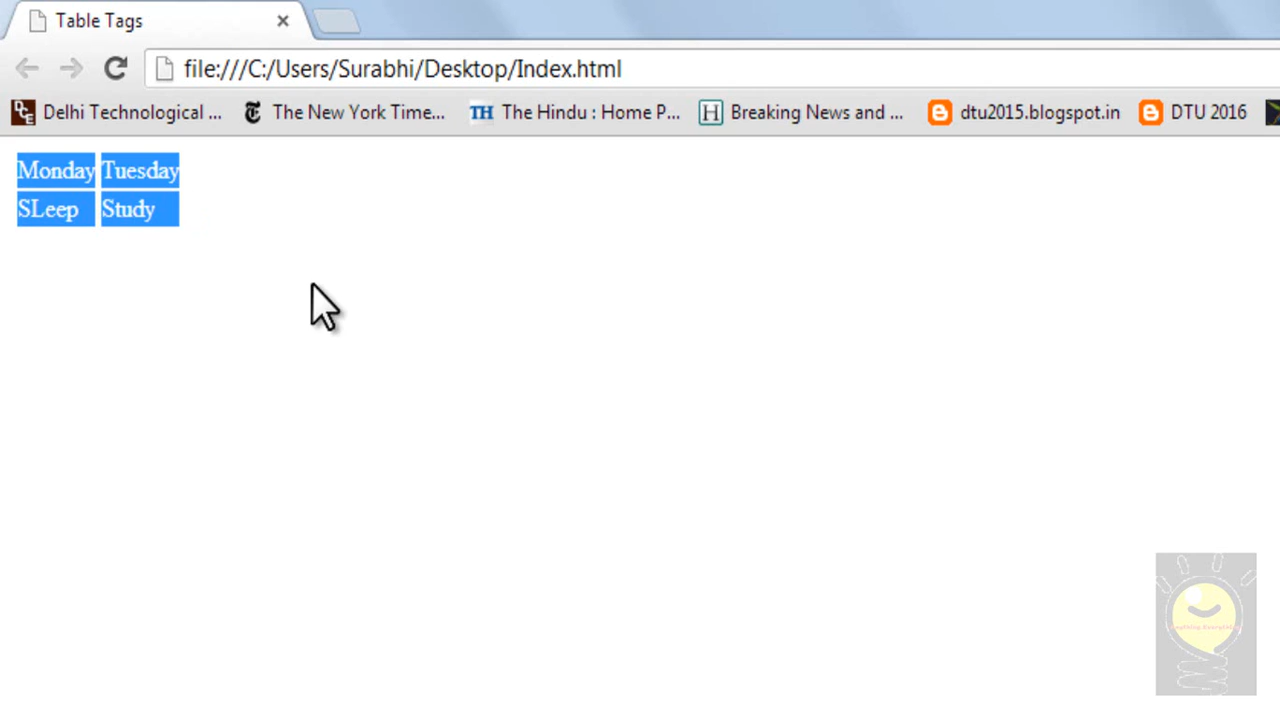 Table Tags
file:///C:/Users/Surabhi/Desktop/Index.html
Delhi Technological ... The New York Time... TH The Hindu : Home P... H Breaking News and ... dtu2015.blogspot.in DTU 2016
Monday Tuesday
SLeep Study